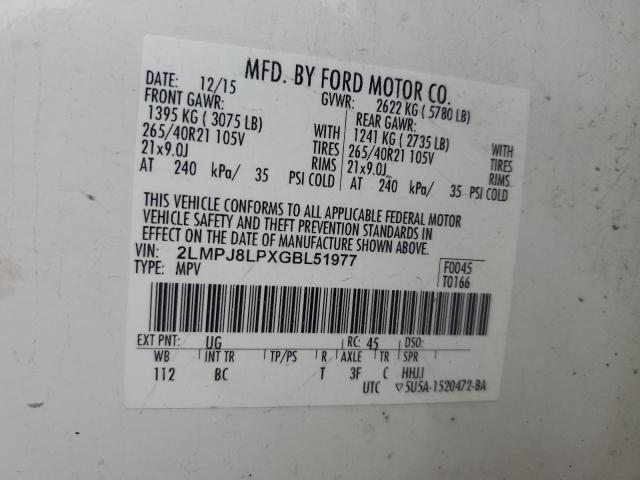 MFD. BY FORD MOTOR CO.
DATE: 12/15 GVWR: 2622 KG ( 5780 LB)
FRONT GAWR: REAR GAWR:
1395 KG ( 3075 LB) WITH 1241 KG ( 2735 LB) WITH
265/40R21 105V TIRES 265/40R21 105V TIRES
21x9.0J RIMS 21x9.0J RIMS
AT 240 kPa/ 35 PSI COLD AT 240 kPa/ 35 PSI COLD
THIS VEHICLE CONFORMS TO ALL APPLICABLE FEDERAL MOTOR
VEHICLE SAFETY AND THEFT PREVENTION STANDARDS IN
EFFECT ON THE DATE OF MANUFACTURE SHOWN ABOVE.
VIN: 2LMPJ8LPXGBL51977 F0045
TYPE: MPV T0166
EXT PNT: UG RC: 45 DSO:
WB INT TR TP/PS R AXLE TR SPR
112 BC T 3F C HHJJ
UTC ▽5U5A-1520472-BA